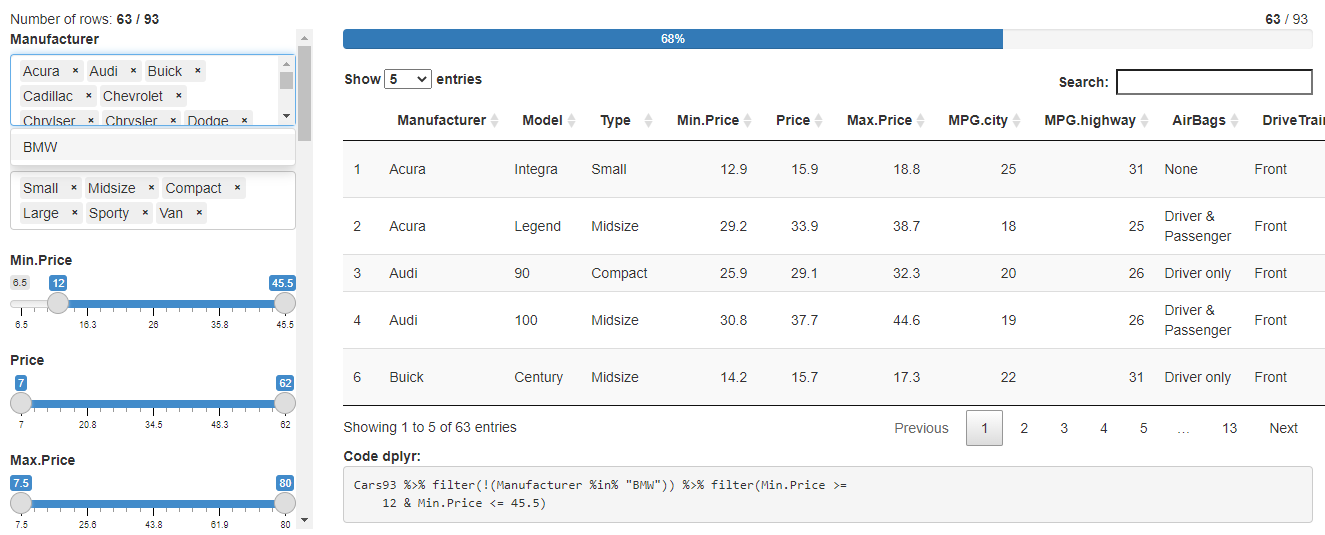 Number of rows: 63 / 93
Manufacturer
Acura × Audi × Buick ×
Cadillac × Chevrolet ×
Chrylser × Chrysler × Dodge ×
BMW
Small × Midsize × Compact ×
Large × Sporty × Van ×
Min.Price
6.5 12 45.5
6.5 16.3 26 35.8 45.5
Price
7 62
7 20.8 34.5 48.3 62
Max.Price
7.5 80
7.5 25.6 43.8 61.9 80
63 / 93
68%
Show 5 entries Search:
Manufacturer Model Type Min.Price Price Max.Price MPG.city MPG.highway AirBags DriveTrain
1 Acura Integra Small 12.9 15.9 18.8 25 31 None Front
2 Acura Legend Midsize 29.2 33.9 38.7 18 25 Driver &
Passenger Front
3 Audi 90 Compact 25.9 29.1 32.3 20 26 Driver only Front
4 Audi 100 Midsize 30.8 37.7 44.6 19 26 Driver &
Passenger Front
6 Buick Century Midsize 14.2 15.7 17.3 22 31 Driver only Front
Showing 1 to 5 of 63 entries Previous 1 2 3 4 5 … 13 Next
Code dplyr:
Cars93 %>% filter(!(Manufacturer %in% "BMW")) %>% filter(Min.Price >=
12 & Min.Price <= 45.5)